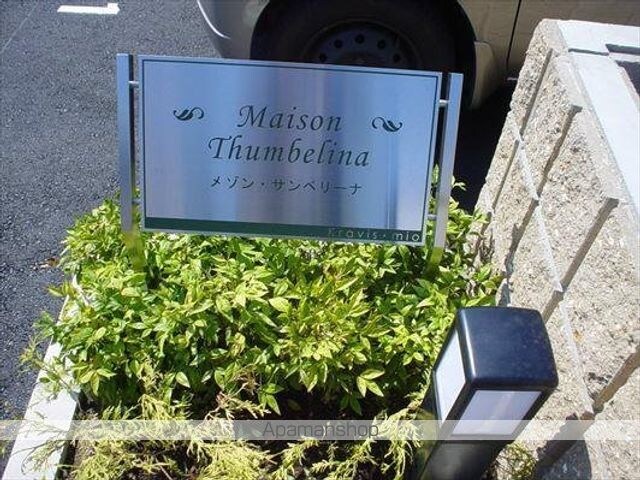 Maison
Thumbelina
メゾン・サンベリーナ
Kravis・mio
Apamanshop